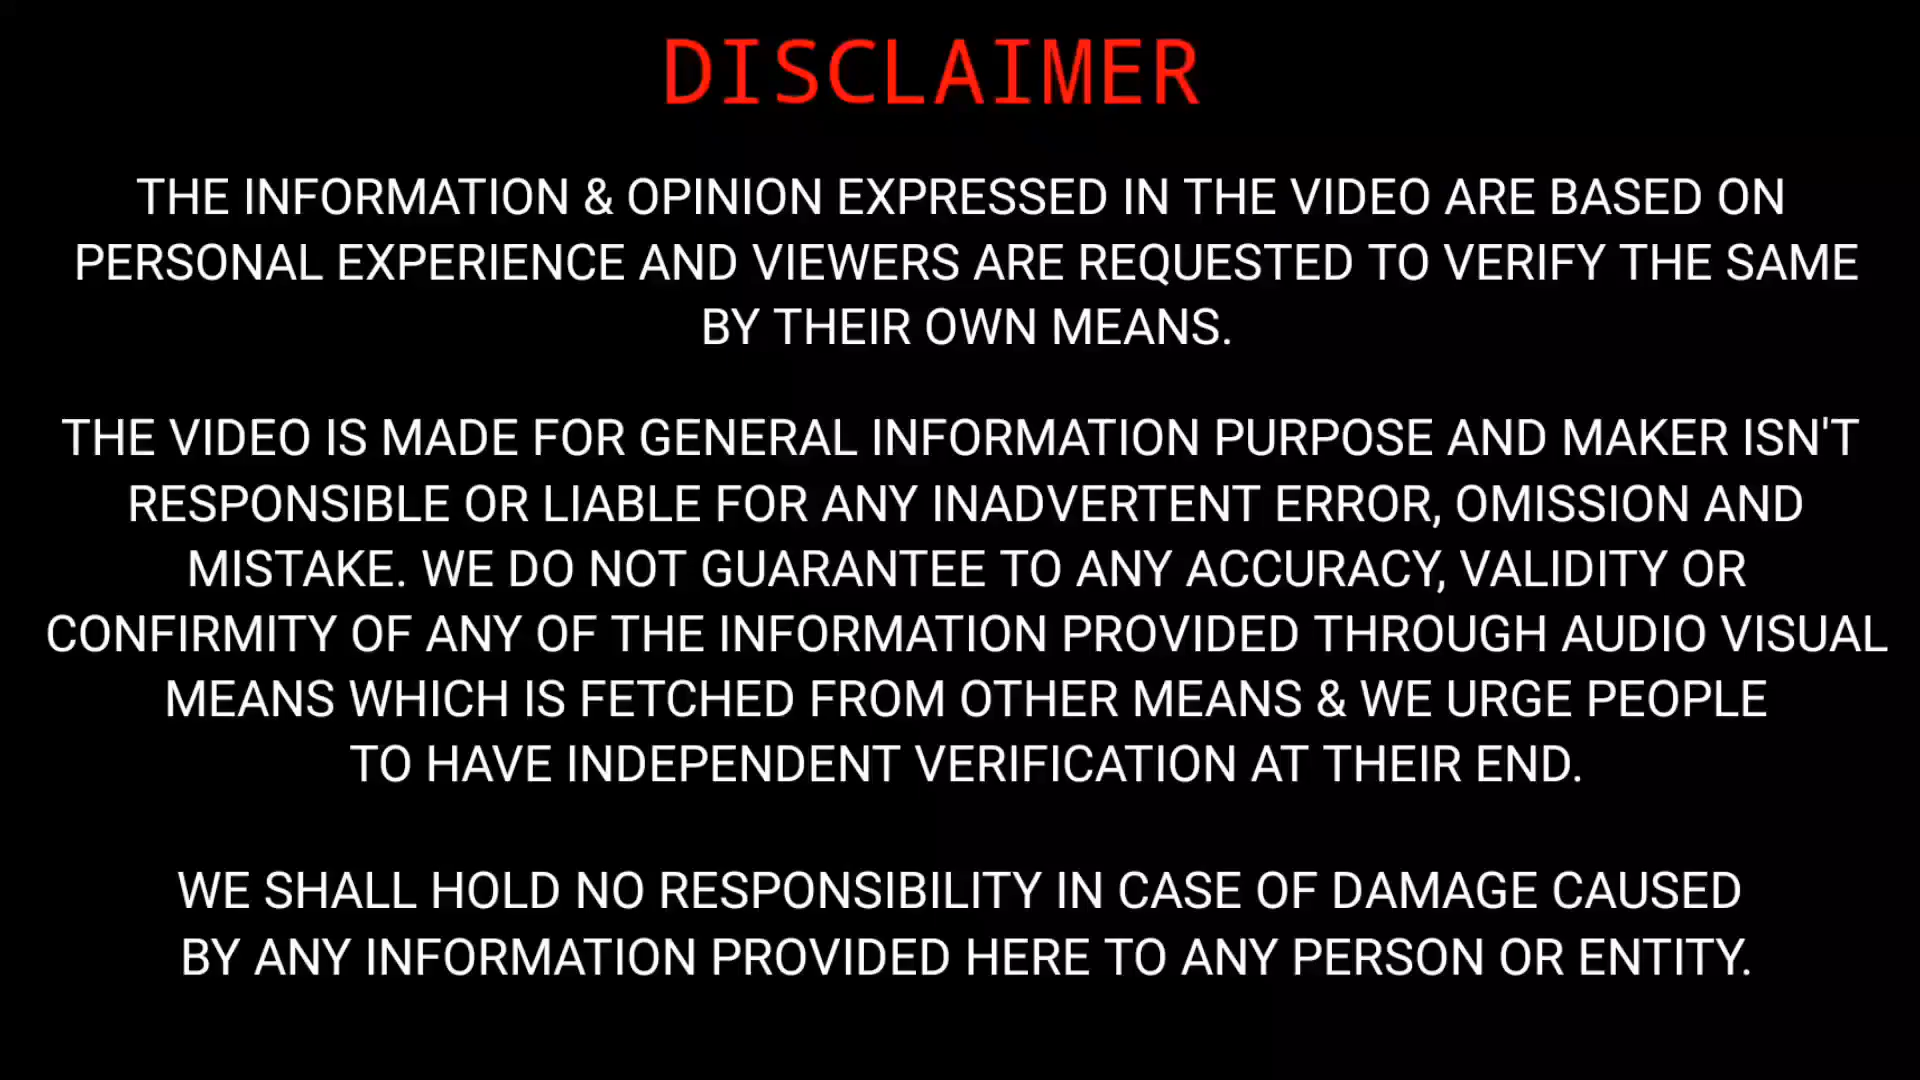 DISCLAIMER
THE INFORMATION & OPINION EXPRESSED IN THE VIDEO ARE BASED ON
PERSONAL EXPERIENCE AND VIEWERS ARE REQUESTED TO VERIFY THE SAME
BY THEIR OWN MEANS.
THE VIDEO IS MADE FOR GENERAL INFORMATION PURPOSE AND MAKER ISN'T
RESPONSIBLE OR LIABLE FOR ANY INADVERTENT ERROR, OMISSION AND
MISTAKE. WE DO NOT GUARANTEE TO ANY ACCURACY, VALIDITY OR
CONFIRMITY OF ANY OF THE INFORMATION PROVIDED THROUGH AUDIO VISUAL
MEANS WHICH IS FETCHED FROM OTHER MEANS & WE URGE PEOPLE
TO HAVE INDEPENDENT VERIFICATION AT THEIR END.
WE SHALL HOLD NO RESPONSIBILITY IN CASE OF DAMAGE CAUSED
BY ANY INFORMATION PROVIDED HERE TO ANY PERSON OR ENTITY.